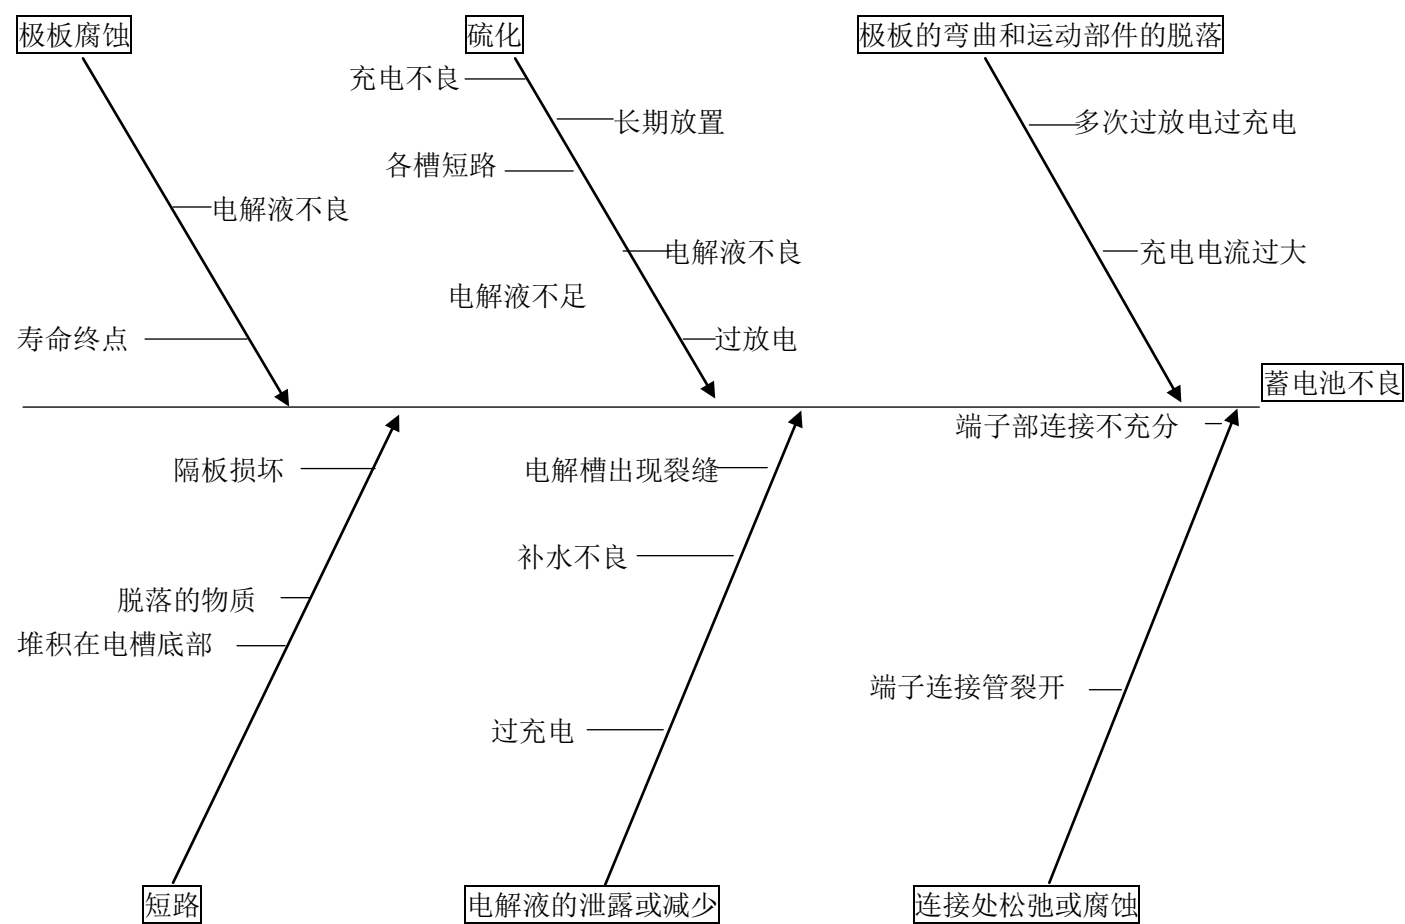 极板腐蚀
硫化
极板的弯曲和运动部件的脱落
充电不良
长期放置
多次过放电过充电
各槽短路
电解液不良
电解液不良
充电电流过大
电解液不足
寿命终点
过放电
蓄电池不良
端子部连接不充分
隔板损坏
电解槽出现裂缝
补水不良
脱落的物质
堆积在电槽底部
端子连接管裂开
过充电
短路
电解液的泄露或减少
连接处松弛或腐蚀